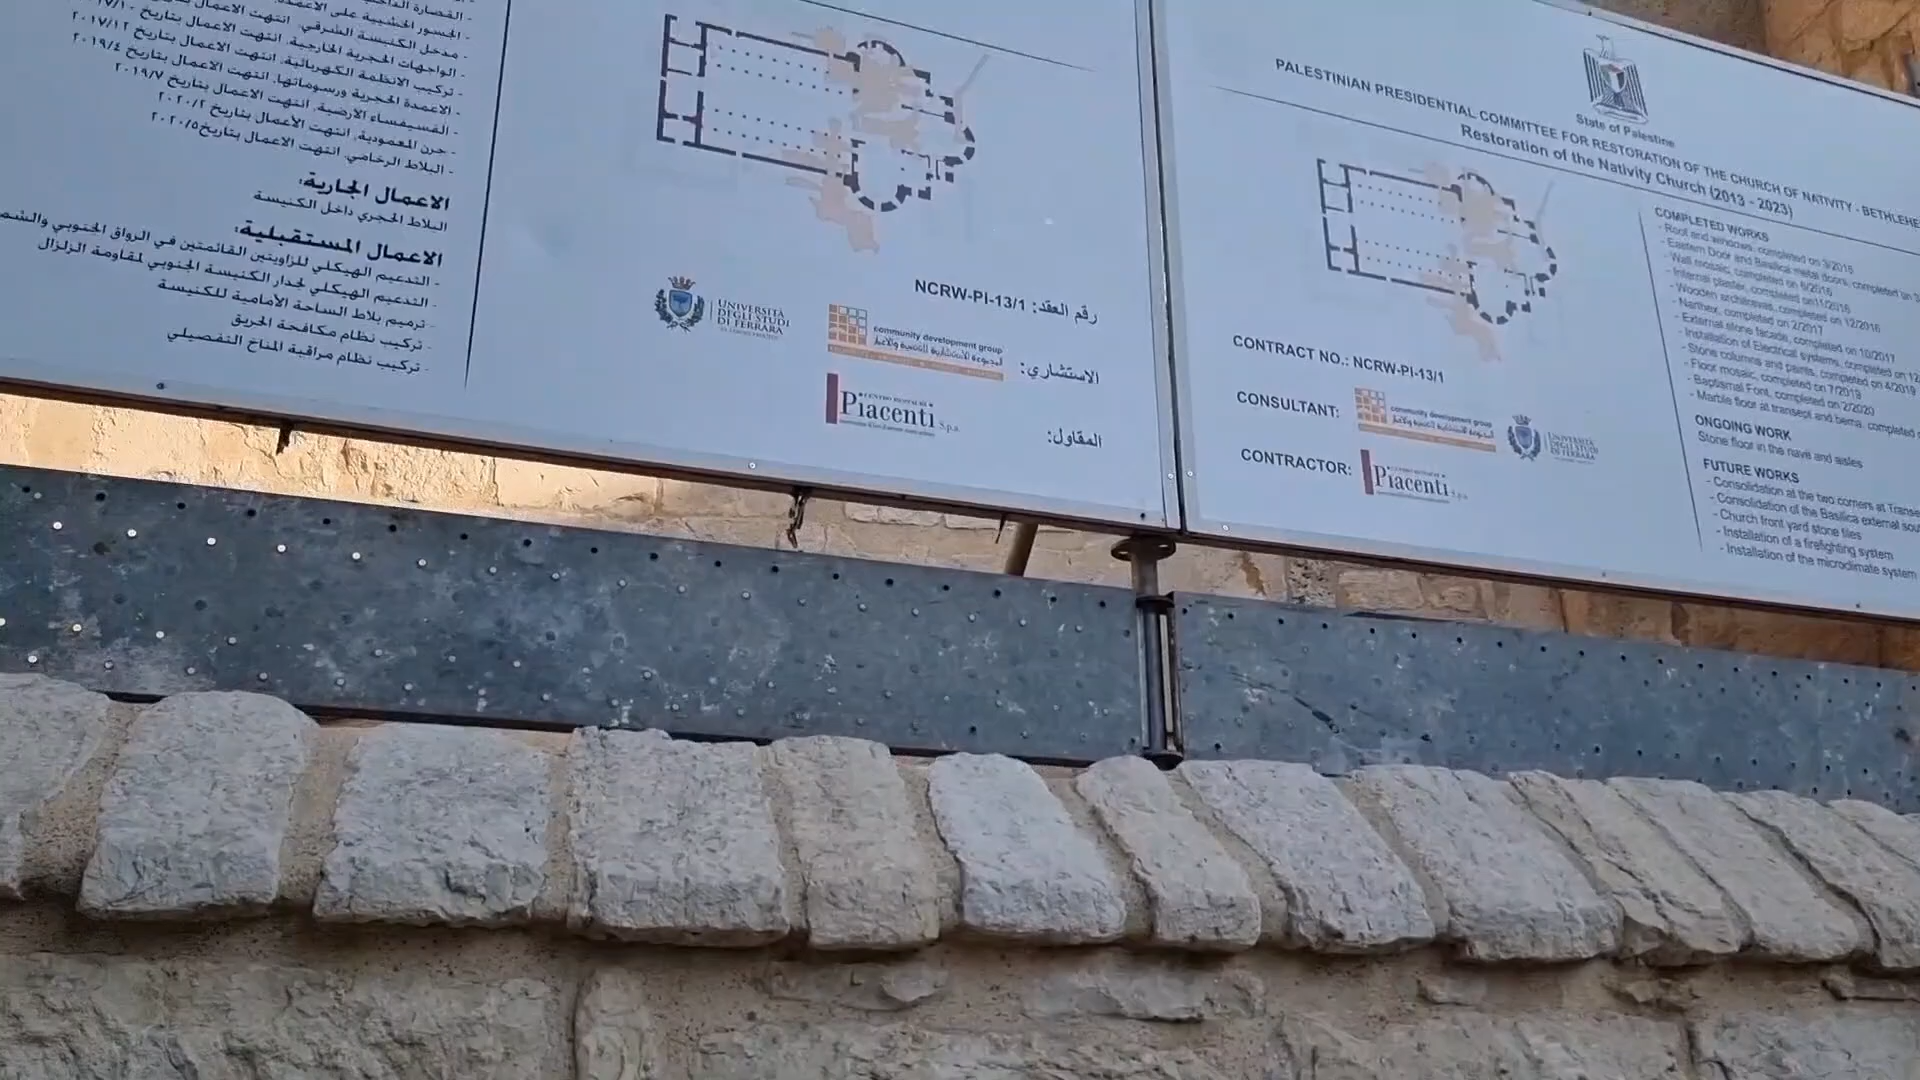 - الجسور الخشبية على الاعمدة،
- مدخل الكنيسة الشرقي، انتهت الاعمال بتاريخ
- الواجهات الحجرية الخارجية، انتهت الاعمال بتاريخ ٢٠١٧/١٠
- تركيب الانظمة الكهربائية، انتهت الاعمال بتاريخ ٢٠١٧/١٢
- الاعمدة الحجرية ورسوماتها، انتهت الاعمال بتاريخ ٢٠١٩/٤
- الفسيفساء الارضية، انتهت الاعمال بتاريخ ٢٠١٩/٧
- جرن المعمودية، انتهت الاعمال بتاريخ ٢٠٢٠/٢
- البلاط الرخامي، انتهت الاعمال بتاريخ ٢٠٢٠/٥
الاعمال الجارية:
البلاط الحجري داخل الكنيسة
الاعمال المستقبلية:
- التدعيم الهيكلي للزاويتين القائمتين في الرواق الجنوبي
- التدعيم الهيكلي لجدار الكنيسة الجنوبي لمقاومة الزلزال
- ترميم بلاط الساحة الأمامية للكنيسة
- تركيب نظام مكافحة الحريق
- تركيب نظام مراقبة المناخ التفصيلي
رقم العقد: NCRW-PI-13/1
الاستشاري:
community development group
UNIVERSITÀ
DEGLI STUDI
DI FERRARA
المقاول:
CENTRO RESTAURI
Piacenti S.p.a.
State of Palestine
PALESTINIAN PRESIDENTIAL COMMITTEE FOR RESTORATION OF THE CHURCH OF NATIVITY - BETHLEHE
Restoration of the Nativity Church (2013 - 2023)
CONTRACT NO.: NCRW-PI-13/1
CONSULTANT:
community development group
UNIVERSITÀ
DEGLI STUDI
DI FERRARA
CONTRACTOR:
Piacenti S.p.a.
COMPLETED WORKS
- Roof and windows, completed on 3/2016
- Eastern Door and Basilica metal doors, completed on
- Wall mosaic, completed on 6/2016
- Internal plaster, completed on 11/2016
- Wooden architraves, completed on 12/2016
- Narthex, completed on 2/2017
- External stone facade, completed on 10/2017
- Installation of Electrical systems, completed on 12
- Stone columns and paints, completed on 4/2019
- Floor mosaic, completed on 7/2019
- Baptismal Font, completed on 2/2020
- Marble floor at transept and bema, completed
ONGOING WORK
Stone floor in the nave and aisles
FUTURE WORKS
- Consolidation at the two corners at Transe
- Consolidation of the Basilica external sou
- Church front yard stone tiles
- Installation of a firefighting system
- Installation of the microclimate system